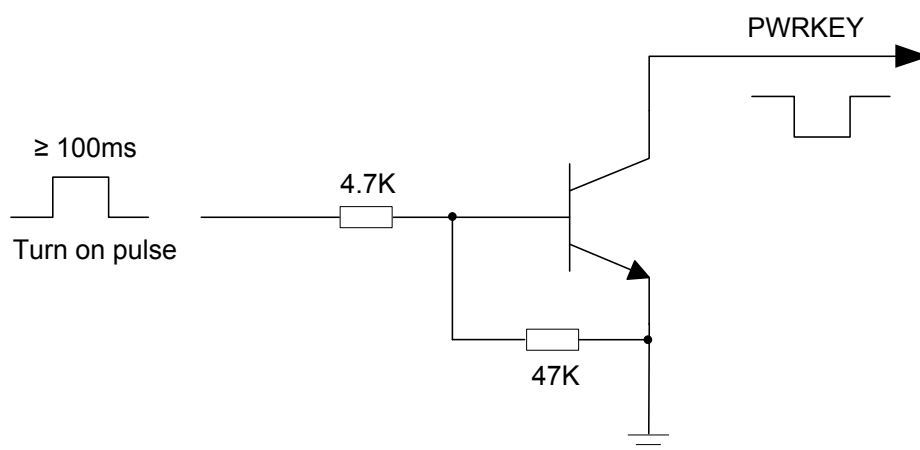 PWRKEY
≥ 100ms
4.7K
Turn on pulse
47K